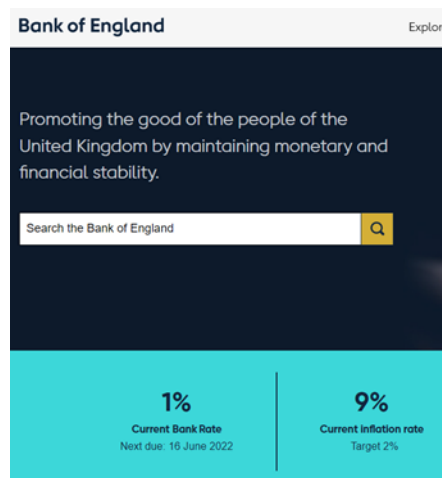 Bank of England
Explor
Promoting the good of the people of the
United Kingdom by maintaining monetary and
financial stability.
Search the Bank of England
1%
Current Bank Rate
Next due: 16 June 2022
9%
Current inflation rate
Target 2%